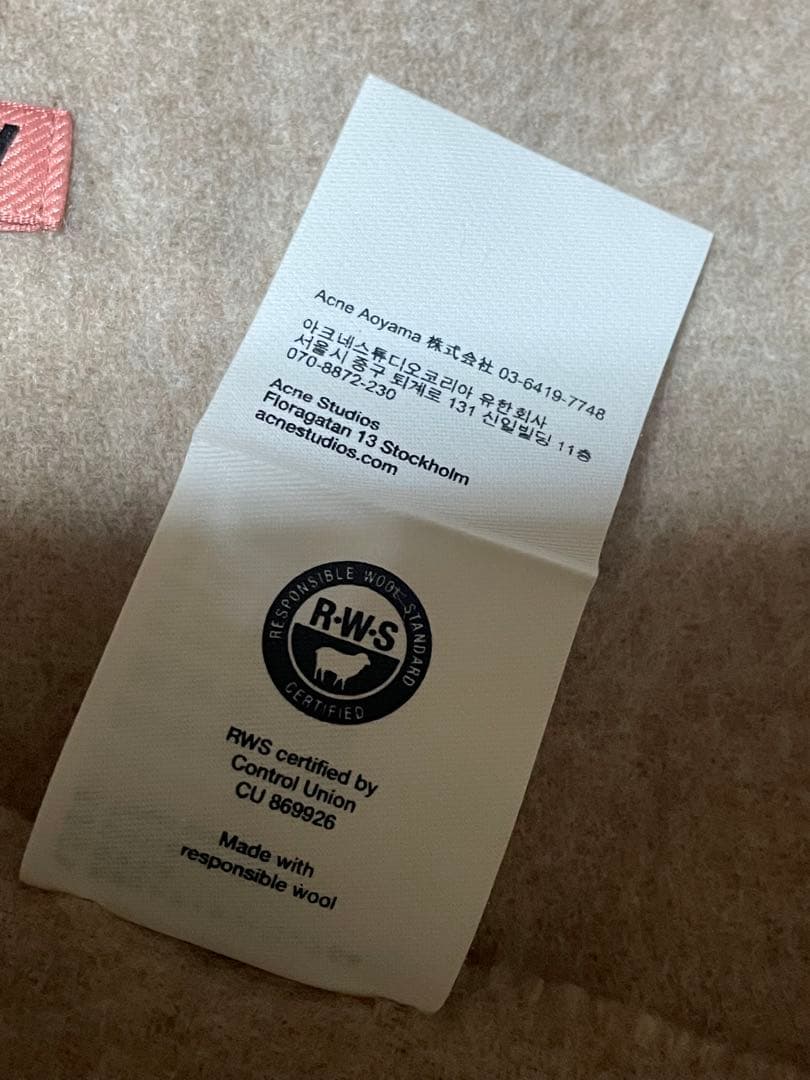 Acne Aoyama 株式会社 03-6419-7748
아크네스튜디오코리아 유한회사
서울시 중구 퇴계로 131 신일빌딩 11층
070-8872-230
Acne Studios
Floragatan 13 Stockholm
acnestudios.com
RESPONSIBLE WOOL STANDARD
R·W·S
CERTIFIED
RWS certified by
Control Union
CU 869926
Made with
responsible wool